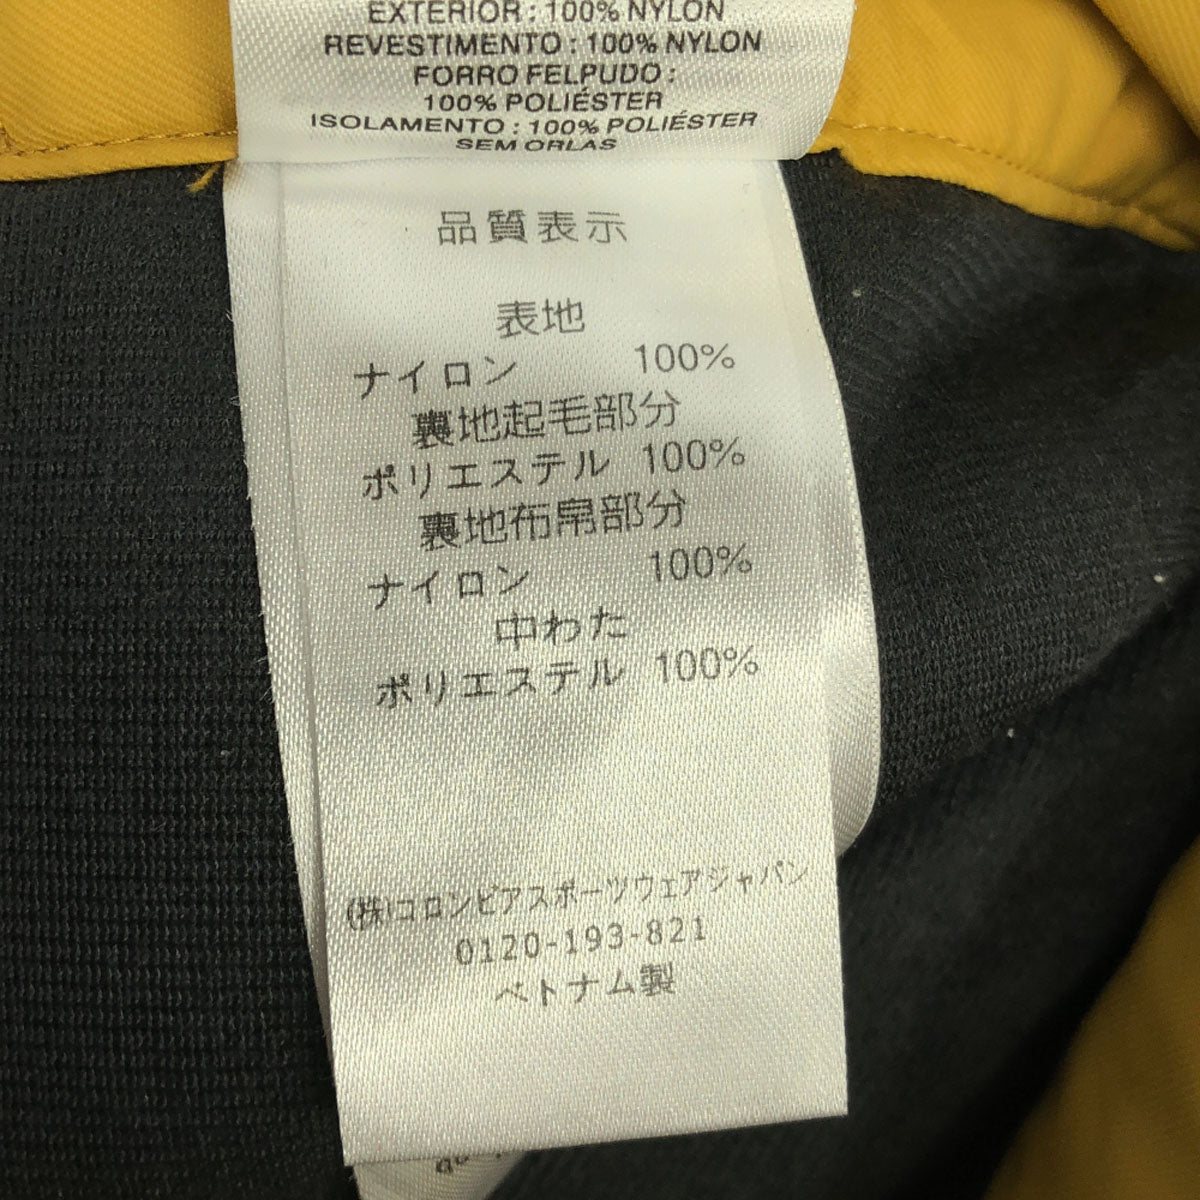 EXTERIOR : 100% NYLON
REVESTIMENTO : 100% NYLON
FORRO FELPUDO :
100% POLIÉSTER
ISOLAMENTO : 100% POLIÉSTER
SEM ORLAS
品質表示
表地
ナイロン 100%
裏地起毛部分
ポリエステル 100%
裏地布帛部分
ナイロン 100%
中わた
ポリエステル 100%
(株)コロンビアスポーツウェアジャパン
0120-193-821
ベトナム製